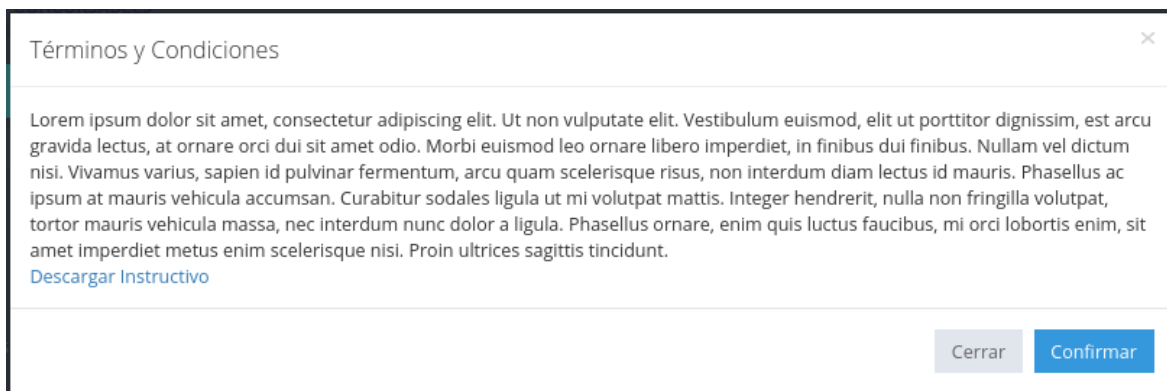 Términos y Condiciones
×
Lorem ipsum dolor sit amet, consectetur adipiscing elit. Ut non vulputate elit. Vestibulum euismod, elit ut porttitor dignissim, est arcu
gravida lectus, at ornare orci dui sit amet odio. Morbi euismod leo ornare libero imperdiet, in finibus dui finibus. Nullam vel dictum
nisi. Vivamus varius, sapien id pulvinar fermentum, arcu quam scelerisque risus, non interdum diam lectus id mauris. Phasellus ac
ipsum at mauris vehicula accumsan. Curabitur sodales ligula ut mi volutpat mattis. Integer hendrerit, nulla non fringilla volutpat,
tortor mauris vehicula massa, nec interdum nunc dolor a ligula. Phasellus ornare, enim quis luctus faucibus, mi orci lobortis enim, sit
amet imperdiet metus enim scelerisque nisi. Proin ultrices sagittis tincidunt.
Descargar Instructivo
Cerrar
Confirmar